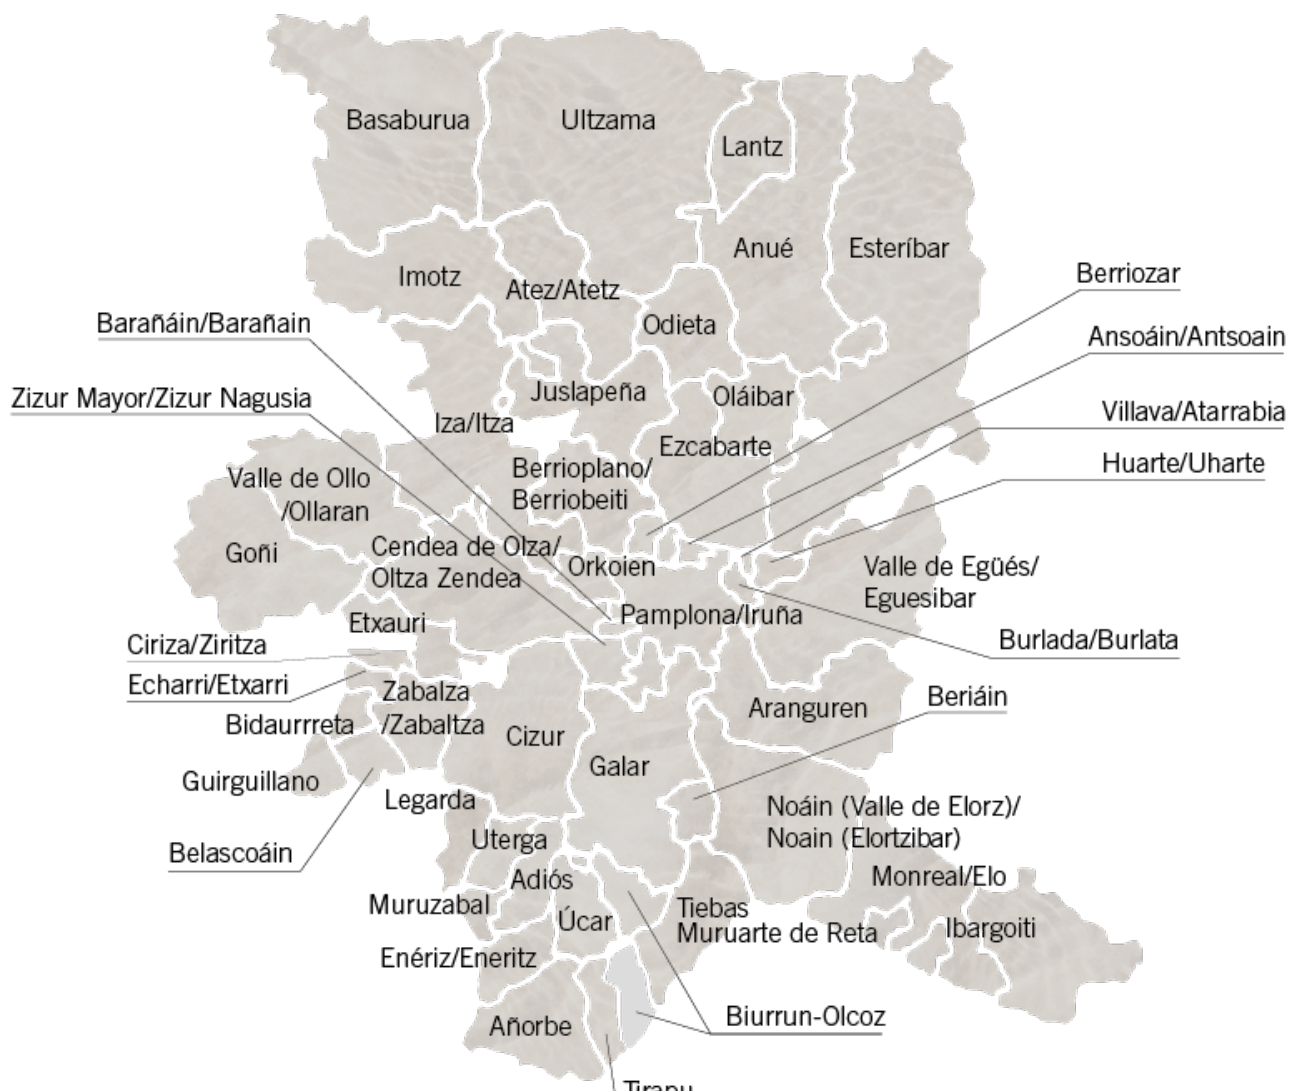 Basaburua
Ultzama
Lantz
Anué
Esteríbar
Imotz
Atez/Atetz
Berriozar
Barañáin/Barañain
Odieta
Ansoáin/Antsoain
Zizur Mayor/Zizur Nagusia
Juslapeña
Oláibar
Villava/Atarrabia
Iza/Itza
Ezcabarte
Huarte/Uharte
Berrioplano/
Berriobeiti
Valle de Ollo
/Ollaran
Goñi
Cendea de Olza/
Oltza Zendea
Orkoien
Valle de Egüés/
Eguesibar
Etxauri
Pamplona/Iruña
Ciriza/Ziritza
Burlada/Burlata
Echarri/Etxarri
Zabalza
/Zabaltza
Beriáin
Bidaurrreta
Aranguren
Cizur
Galar
Guirguillano
Legarda
Noáin (Valle de Elorz)/
Noain (Elortzibar)
Uterga
Belascoáin
Adiós
Monreal/Elo
Muruzabal
Úcar
Tiebas
Muruarte de Reta
Ibargoiti
Enériz/Eneritz
Añorbe
Biurrun-Olcoz
Tirapu